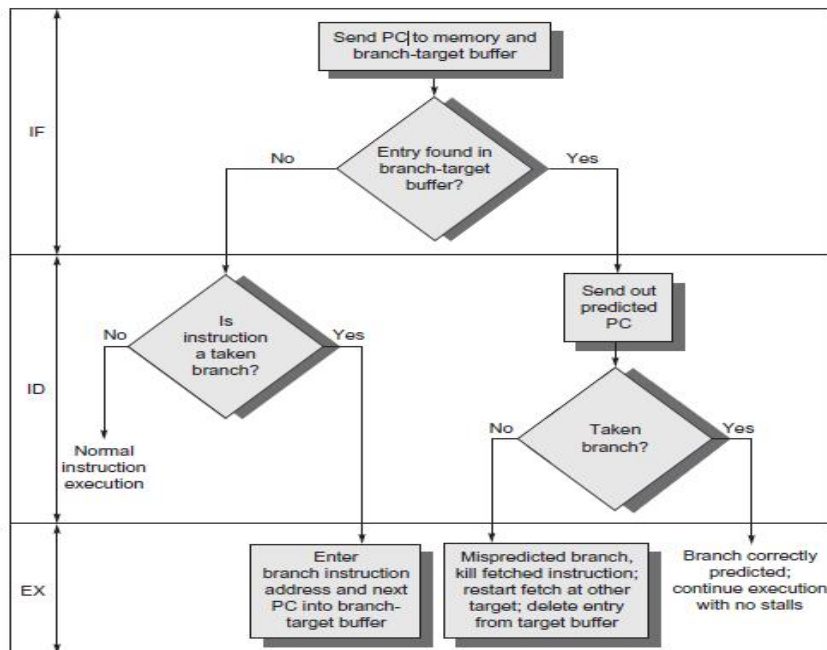 Send PC to memory and
branch-target buffer
IF
No
Entry found in
branch-target
buffer?
Yes
Send out
predicted
PC
No
Is
instruction
a taken
branch?
Yes
ID
No
Taken
branch?
Yes
Normal
instruction
execution
Enter
branch instruction
address and next
PC into branch-
target buffer
Mispredicted branch,
kill fetched instruction;
restart fetch at other
target; delete entry
from target buffer
Branch correctly
predicted;
continue execution
with no stalls
EX